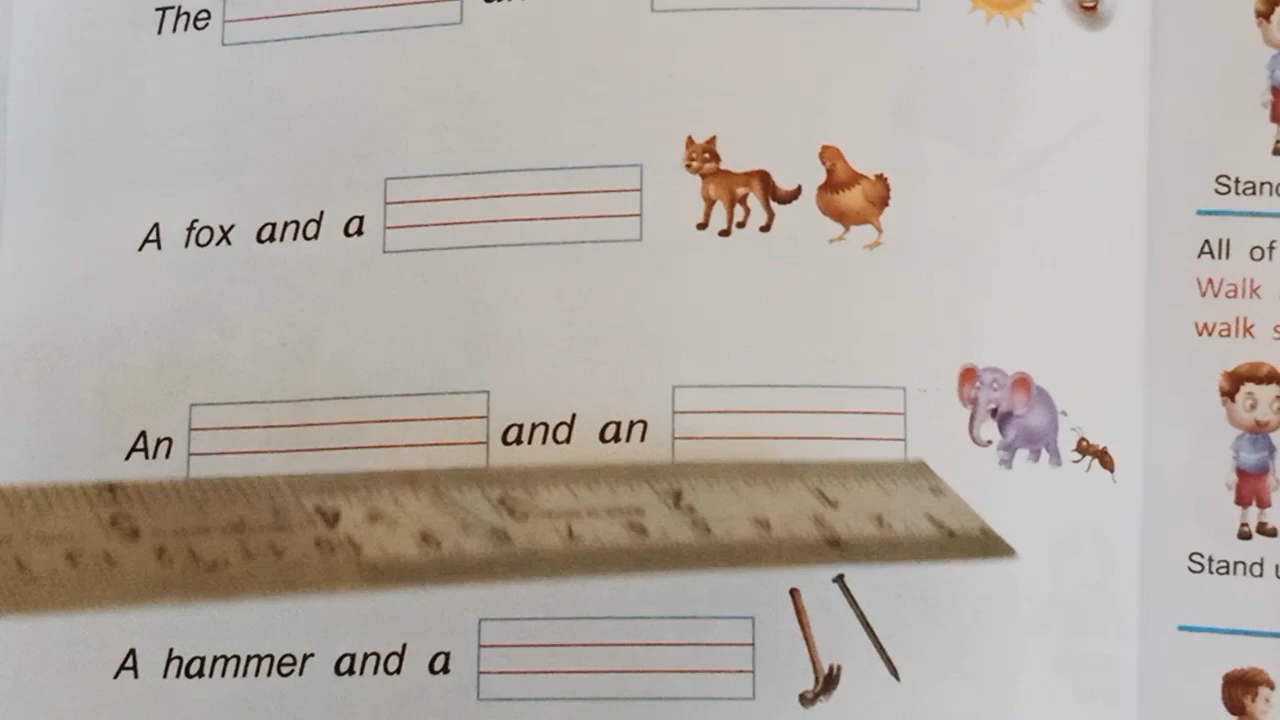 The
A fox and a
An and an
A hammer and a
Stand
All of
Walk
walk s
Stand u